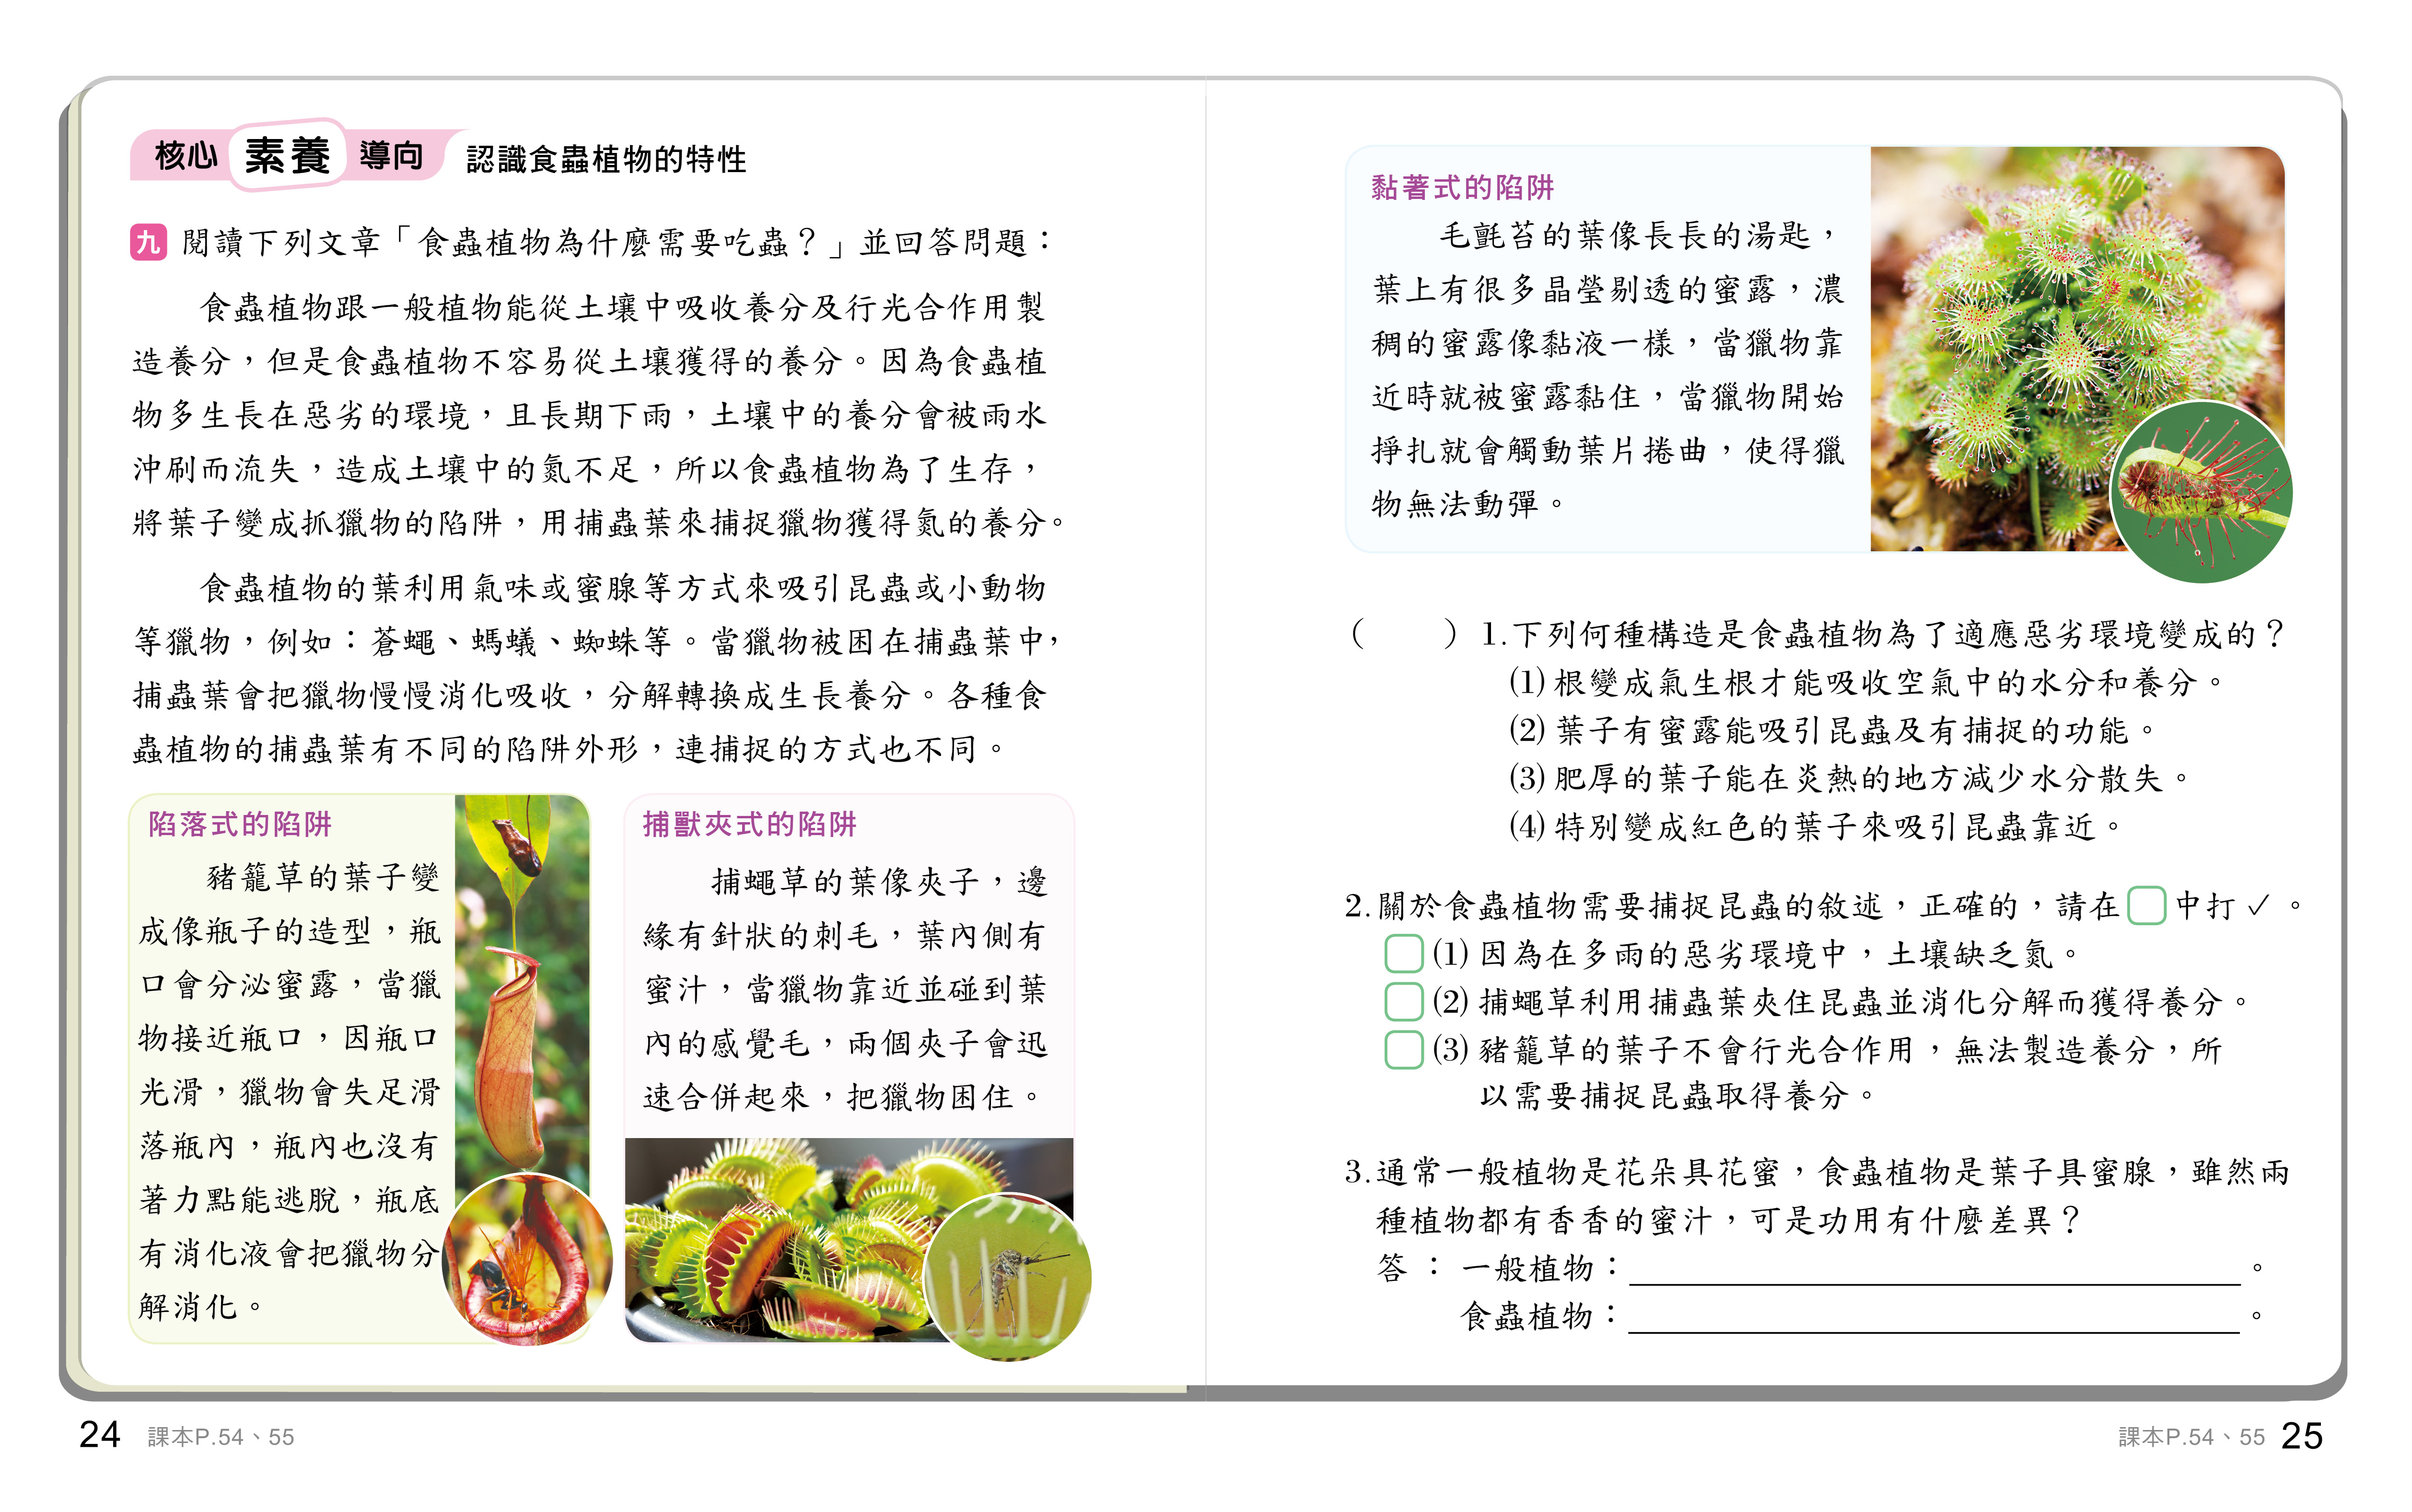 核心 素養 導向 認識食蟲植物的特性
九 閱讀下列文章「食蟲植物為什麼需要吃蟲？」並回答問題：
食蟲植物跟一般植物能從土壤中吸收養分及行光合作用製
造養分，但是食蟲植物不容易從土壤獲得的養分。因為食蟲植
物多生長在惡劣的環境，且長期下雨，土壤中的養分會被雨水
沖刷而流失，造成土壤中的氮不足，所以食蟲植物為了生存，
將葉子變成抓獵物的陷阱，用捕蟲葉來捕捉獵物獲得氮的養分。
食蟲植物的葉利用氣味或蜜腺等方式來吸引昆蟲或小動物
等獵物，例如：蒼蠅、螞蟻、蜘蛛等。當獵物被困在捕蟲葉中，
捕蟲葉會把獵物慢慢消化吸收，分解轉換成生長養分。各種食
蟲植物的捕蟲葉有不同的陷阱外形，連捕捉的方式也不同。
陷落式的陷阱
豬籠草的葉子變
成像瓶子的造型，瓶
口會分泌蜜露，當獵
物接近瓶口，因瓶口
光滑，獵物會失足滑
落瓶內，瓶內也沒有
著力點能逃脫，瓶底
有消化液會把獵物分
解消化。
捕獸夾式的陷阱
捕蠅草的葉像夾子，邊
緣有針狀的刺毛，葉內側有
蜜汁，當獵物靠近並碰到葉
內的感覺毛，兩個夾子會迅
速合併起來，把獵物困住。
24 課本P.54、55
黏著式的陷阱
毛氈苔的葉像長長的湯匙，
葉上有很多晶瑩剔透的蜜露，濃
稠的蜜露像黏液一樣，當獵物靠
近時就被蜜露黏住，當獵物開始
掙扎就會觸動葉片捲曲，使得獵
物無法動彈。
（　　）1.下列何種構造是食蟲植物為了適應惡劣環境變成的？
(1)根變成氣生根才能吸收空氣中的水分和養分。
(2)葉子有蜜露能吸引昆蟲及有捕捉的功能。
(3)肥厚的葉子能在炎熱的地方減少水分散失。
(4)特別變成紅色的葉子來吸引昆蟲靠近。
2.關於食蟲植物需要捕捉昆蟲的敘述，正確的，請在□中打✓。
□(1)因為在多雨的惡劣環境中，土壤缺乏氮。
□(2)捕蠅草利用捕蟲葉夾住昆蟲並消化分解而獲得養分。
□(3)豬籠草的葉子不會行光合作用，無法製造養分，所
以需要捕捉昆蟲取得養分。
3.通常一般植物是花朵具花蜜，食蟲植物是葉子具蜜腺，雖然兩
種植物都有香香的蜜汁，可是功用有什麼差異？
答：一般植物：＿＿＿＿＿＿＿＿＿＿。
食蟲植物：＿＿＿＿＿＿＿＿＿＿。
課本P.54、55 25